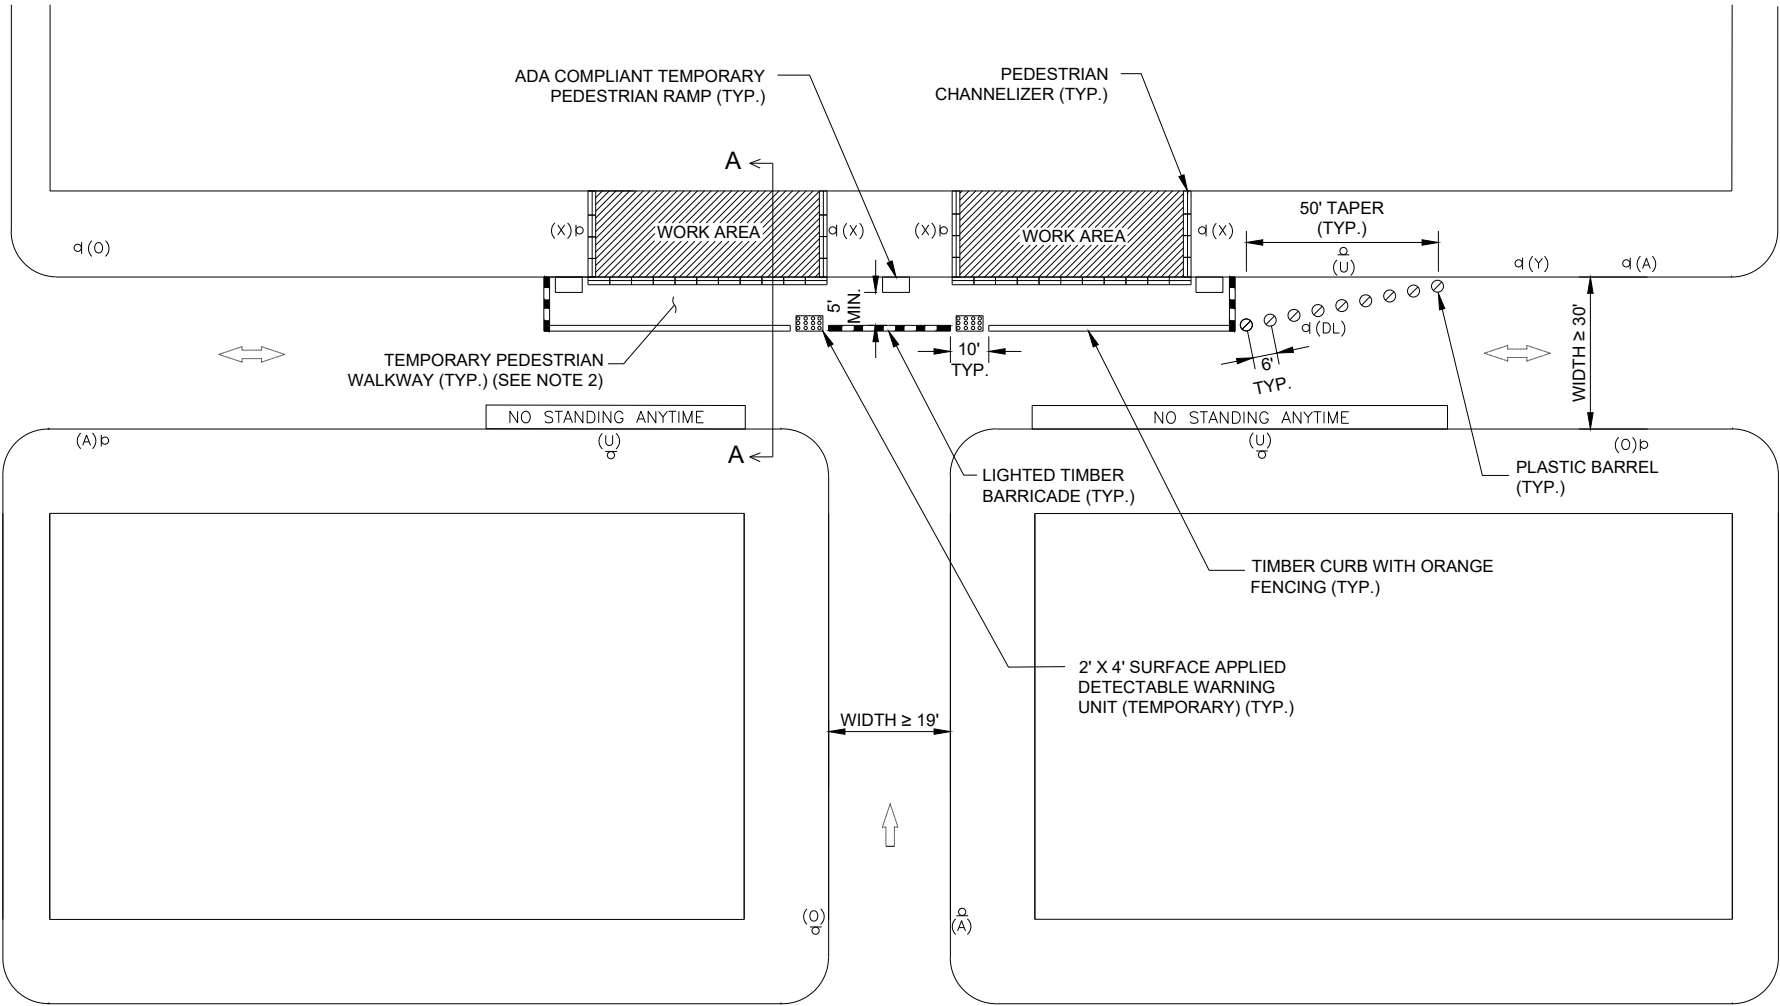 ADA COMPLIANT TEMPORARY
PEDESTRIAN RAMP (TYP.)
PEDESTRIAN
CHANNELIZER (TYP.)
A
(X)
WORK AREA
(X)
(X)
WORK AREA
(X)
50' TAPER
(TYP.)
(U)
(O)
(Y)
(A)
5'
MIN.
(DL)
WIDTH ≥ 30'
TEMPORARY PEDESTRIAN
WALKWAY (TYP.) (SEE NOTE 2)
10'
TYP.
6'
TYP.
NO STANDING ANYTIME
NO STANDING ANYTIME
(A)
(U)
A
(U)
(O)
LIGHTED TIMBER
BARRICADE (TYP.)
PLASTIC BARREL
(TYP.)
TIMBER CURB WITH ORANGE
FENCING (TYP.)
2' X 4' SURFACE APPLIED
DETECTABLE WARNING
UNIT (TEMPORARY) (TYP.)
WIDTH ≥ 19'
(O)
(A)